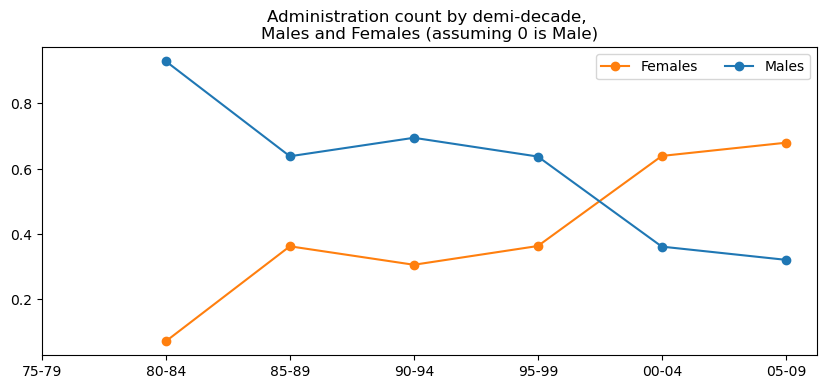 Administration count by demi-decade,
Males and Females (assuming 0 is Male)
Females Males
0.8
0.6
0.4
0.2
75-79 80-84 85-89 90-94 95-99 00-04 05-09